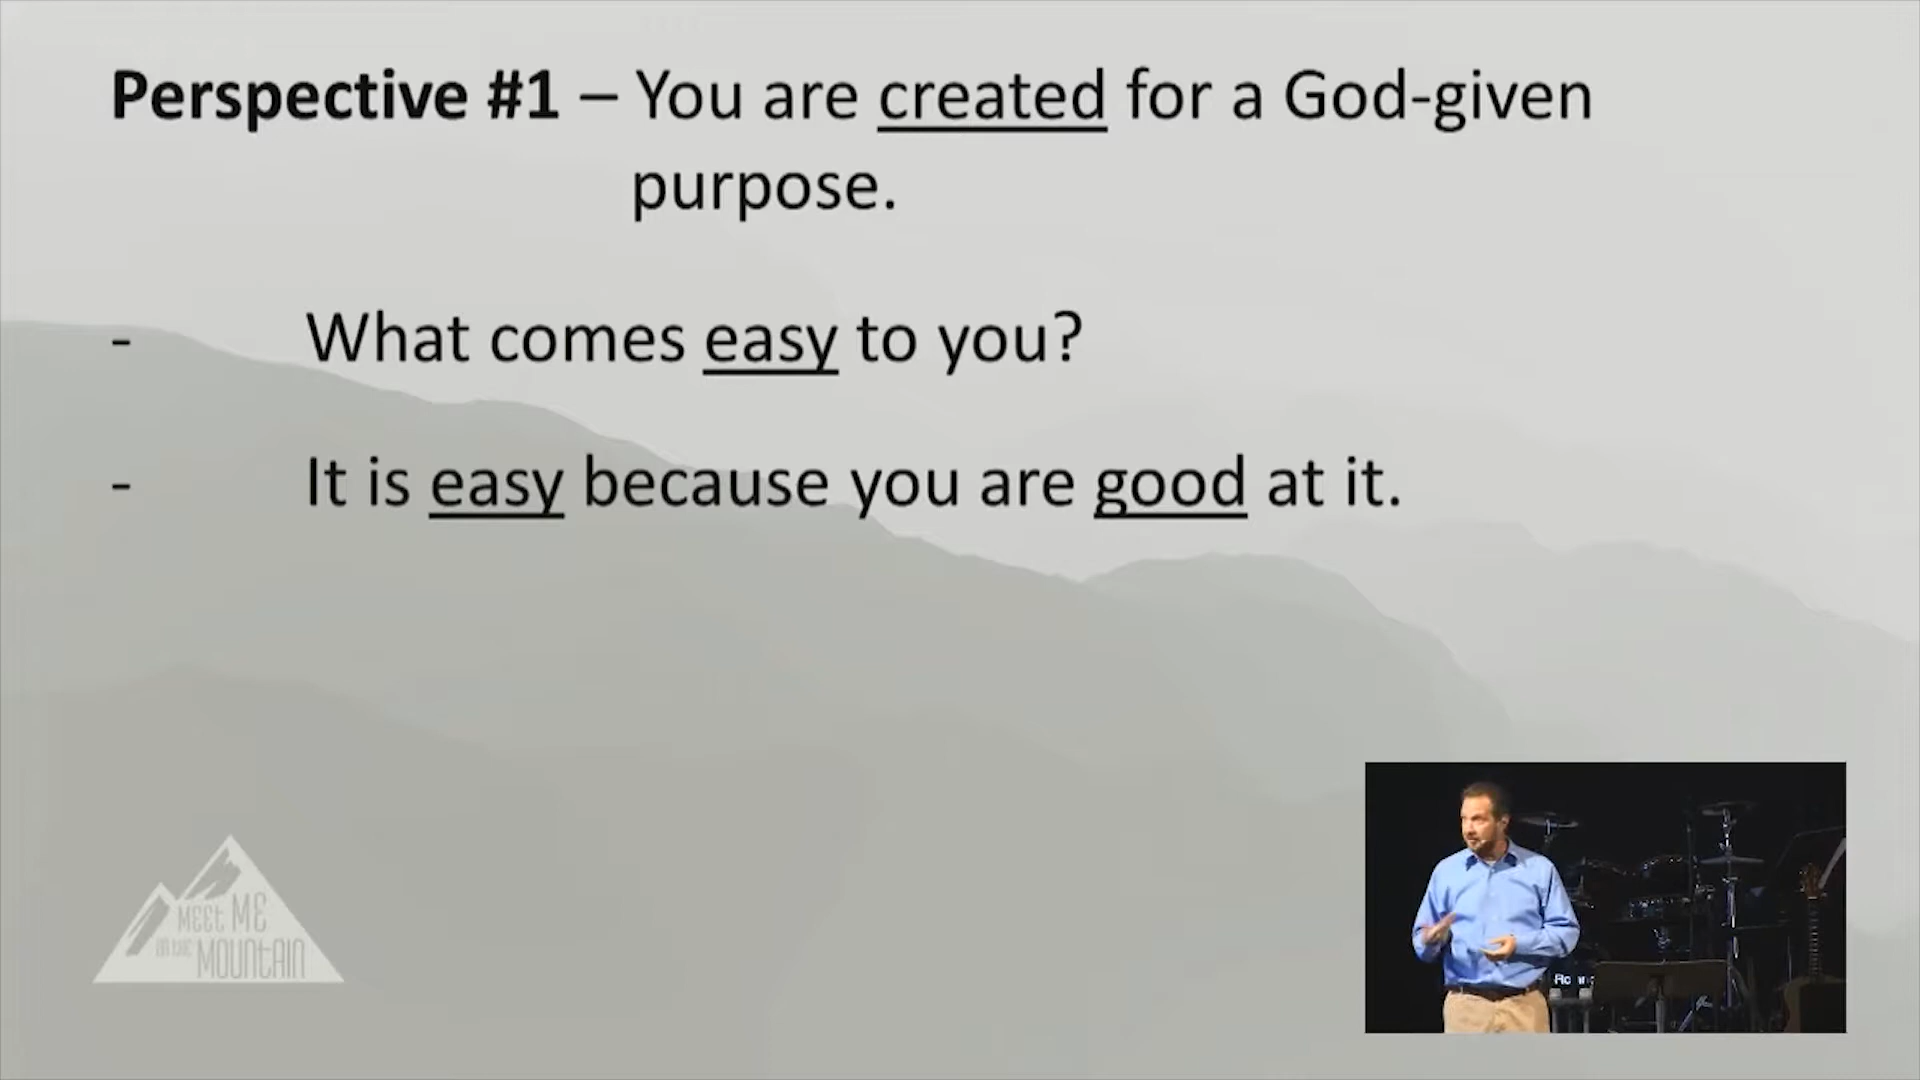 Perspective #1 – You are created for a God-given
purpose.
- What comes easy to you?
- It is easy because you are good at it.
MEET ME
ON THE
MOUNTAIN